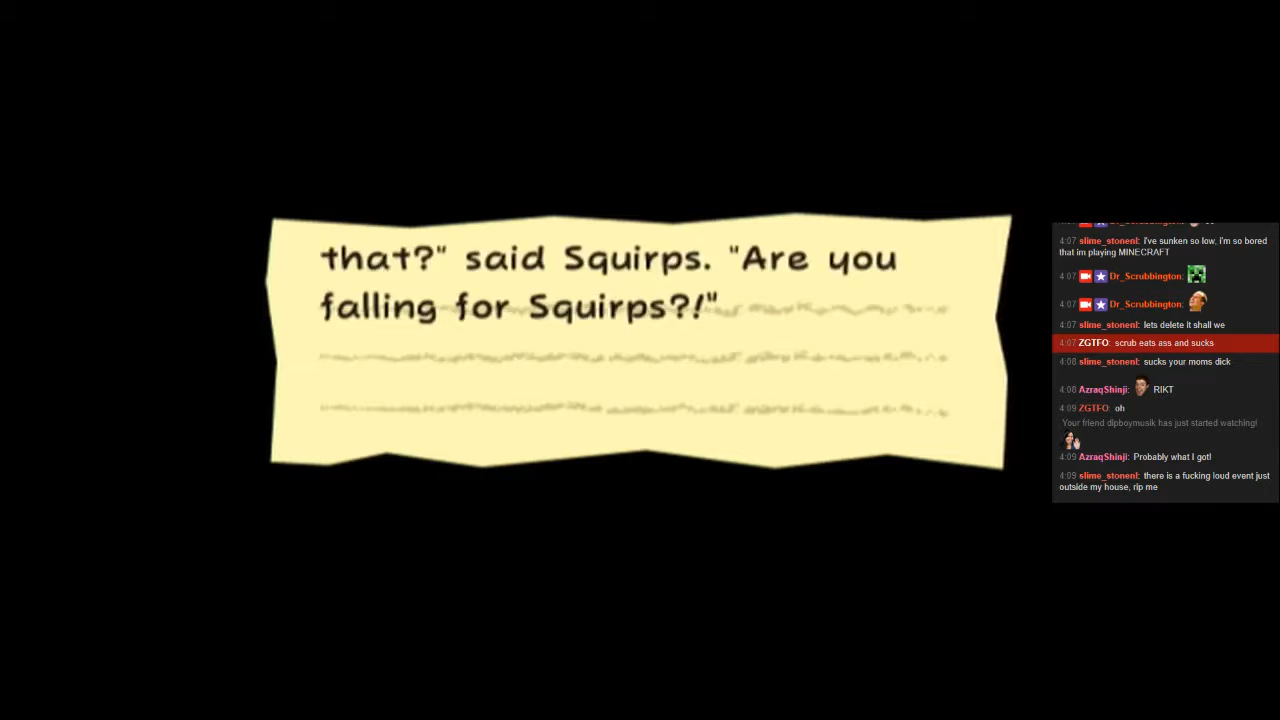 that?" said Squirps. "Are you
falling for Squirps?!"
4:07 slime_stonenl: i've sunken so low, i'm so bored
that im playing MINECRAFT
4:07 Dr_Scrubbington:
4:07 Dr_Scrubbington:
4:07 slime_stonenl: lets delete it shall we
4:07 ZGTFO: scrub eats ass and sucks
4:08 slime_stonenl: sucks your moms dick
4:08 AzraqShinji: RIKT
4:09 ZGTFO: oh
Your friend dipboymusik has just started watching!
4:09 AzraqShinji: Probably what I got!
4:09 slime_stonenl: there is a fucking loud event just
outside my house, rip me